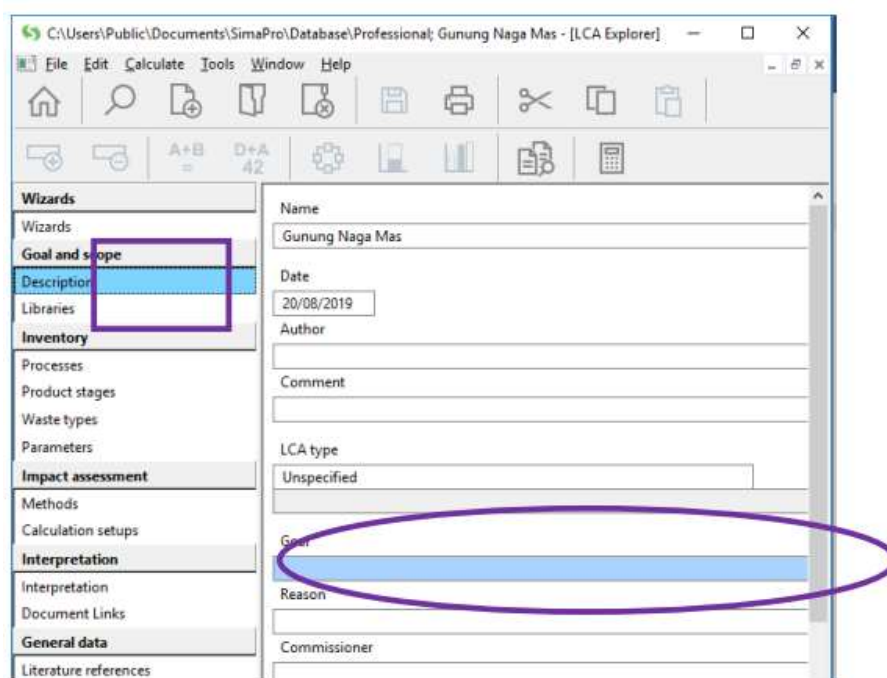 C:\Users\Public\Documents\SimaPro\Database\Professional; Gunung Naga Mas - [LCA Explorer]
File Edit Calculate Tools Window Help
A+B
=
D+A
42
Wizards
Wizards
Goal and scope
Description
Libraries
Inventory
Processes
Product stages
Waste types
Parameters
Impact assessment
Methods
Calculation setups
Interpretation
Interpretation
Document Links
General data
Literature references
Name
Gunung Naga Mas
Date
20/08/2019
Author
Comment
LCA type
Unspecified
Goal
Reason
Commissioner